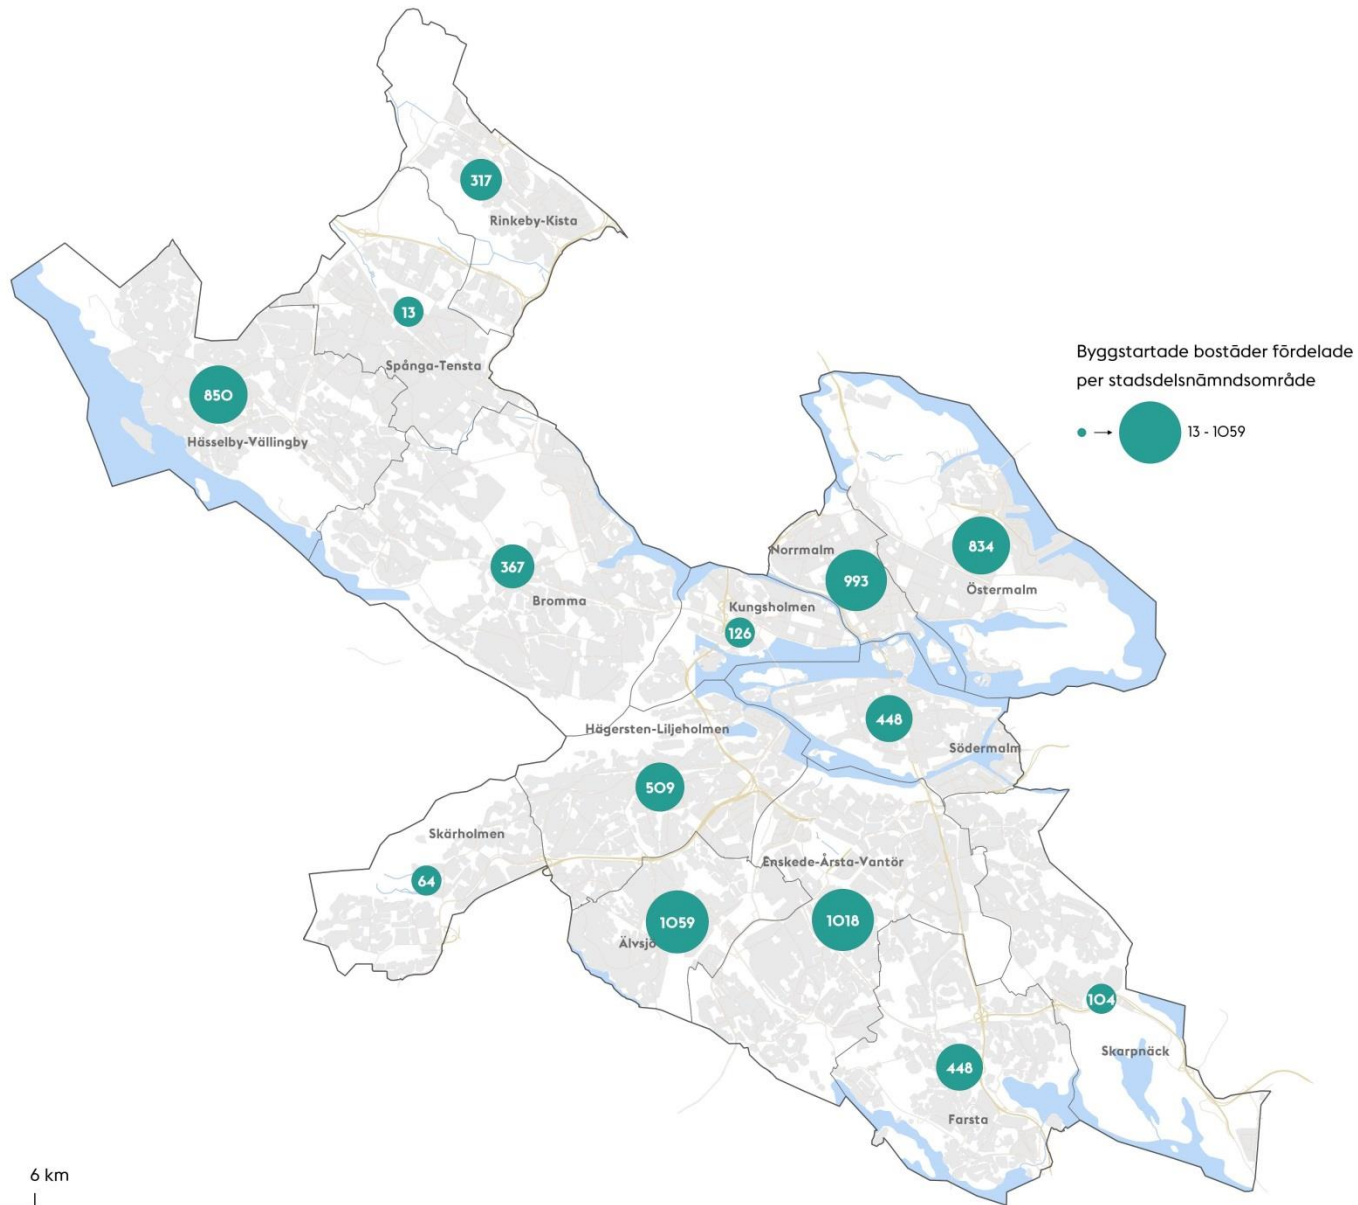 317
Rinkeby-Kista
13
Spånga-Tensta
850
Hässelby-Vällingby
Byggstartade bostäder fördelade
per stadsdelsnämndsområde
13 - 1059
367
Bromma
Norrmalm
993
834
Östermalm
Kungsholmen
126
448
Södermalm
Hägersten-Liljeholmen
509
Skärholmen
64
Enskede-Årsta-Vantör
1018
1059
Älvsjö
104
Skarpnäck
448
Farsta
6 km